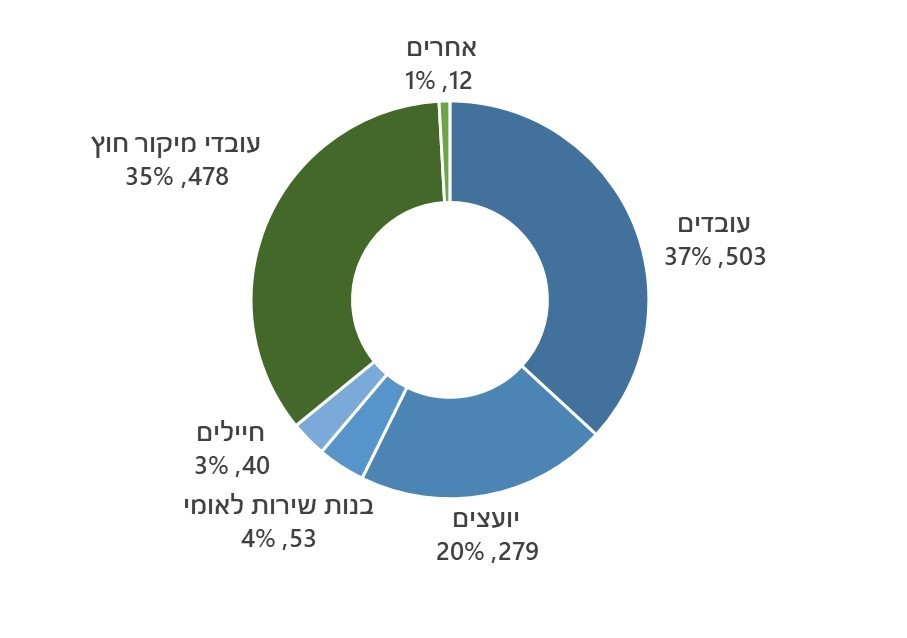 אחרים
12, 1%
עובדי מיקור חוץ
478, 35%
עובדים
503, 37%
חיילים
40, 3%
בנות שירות לאומי
53, 4%
יועצים
279, 20%